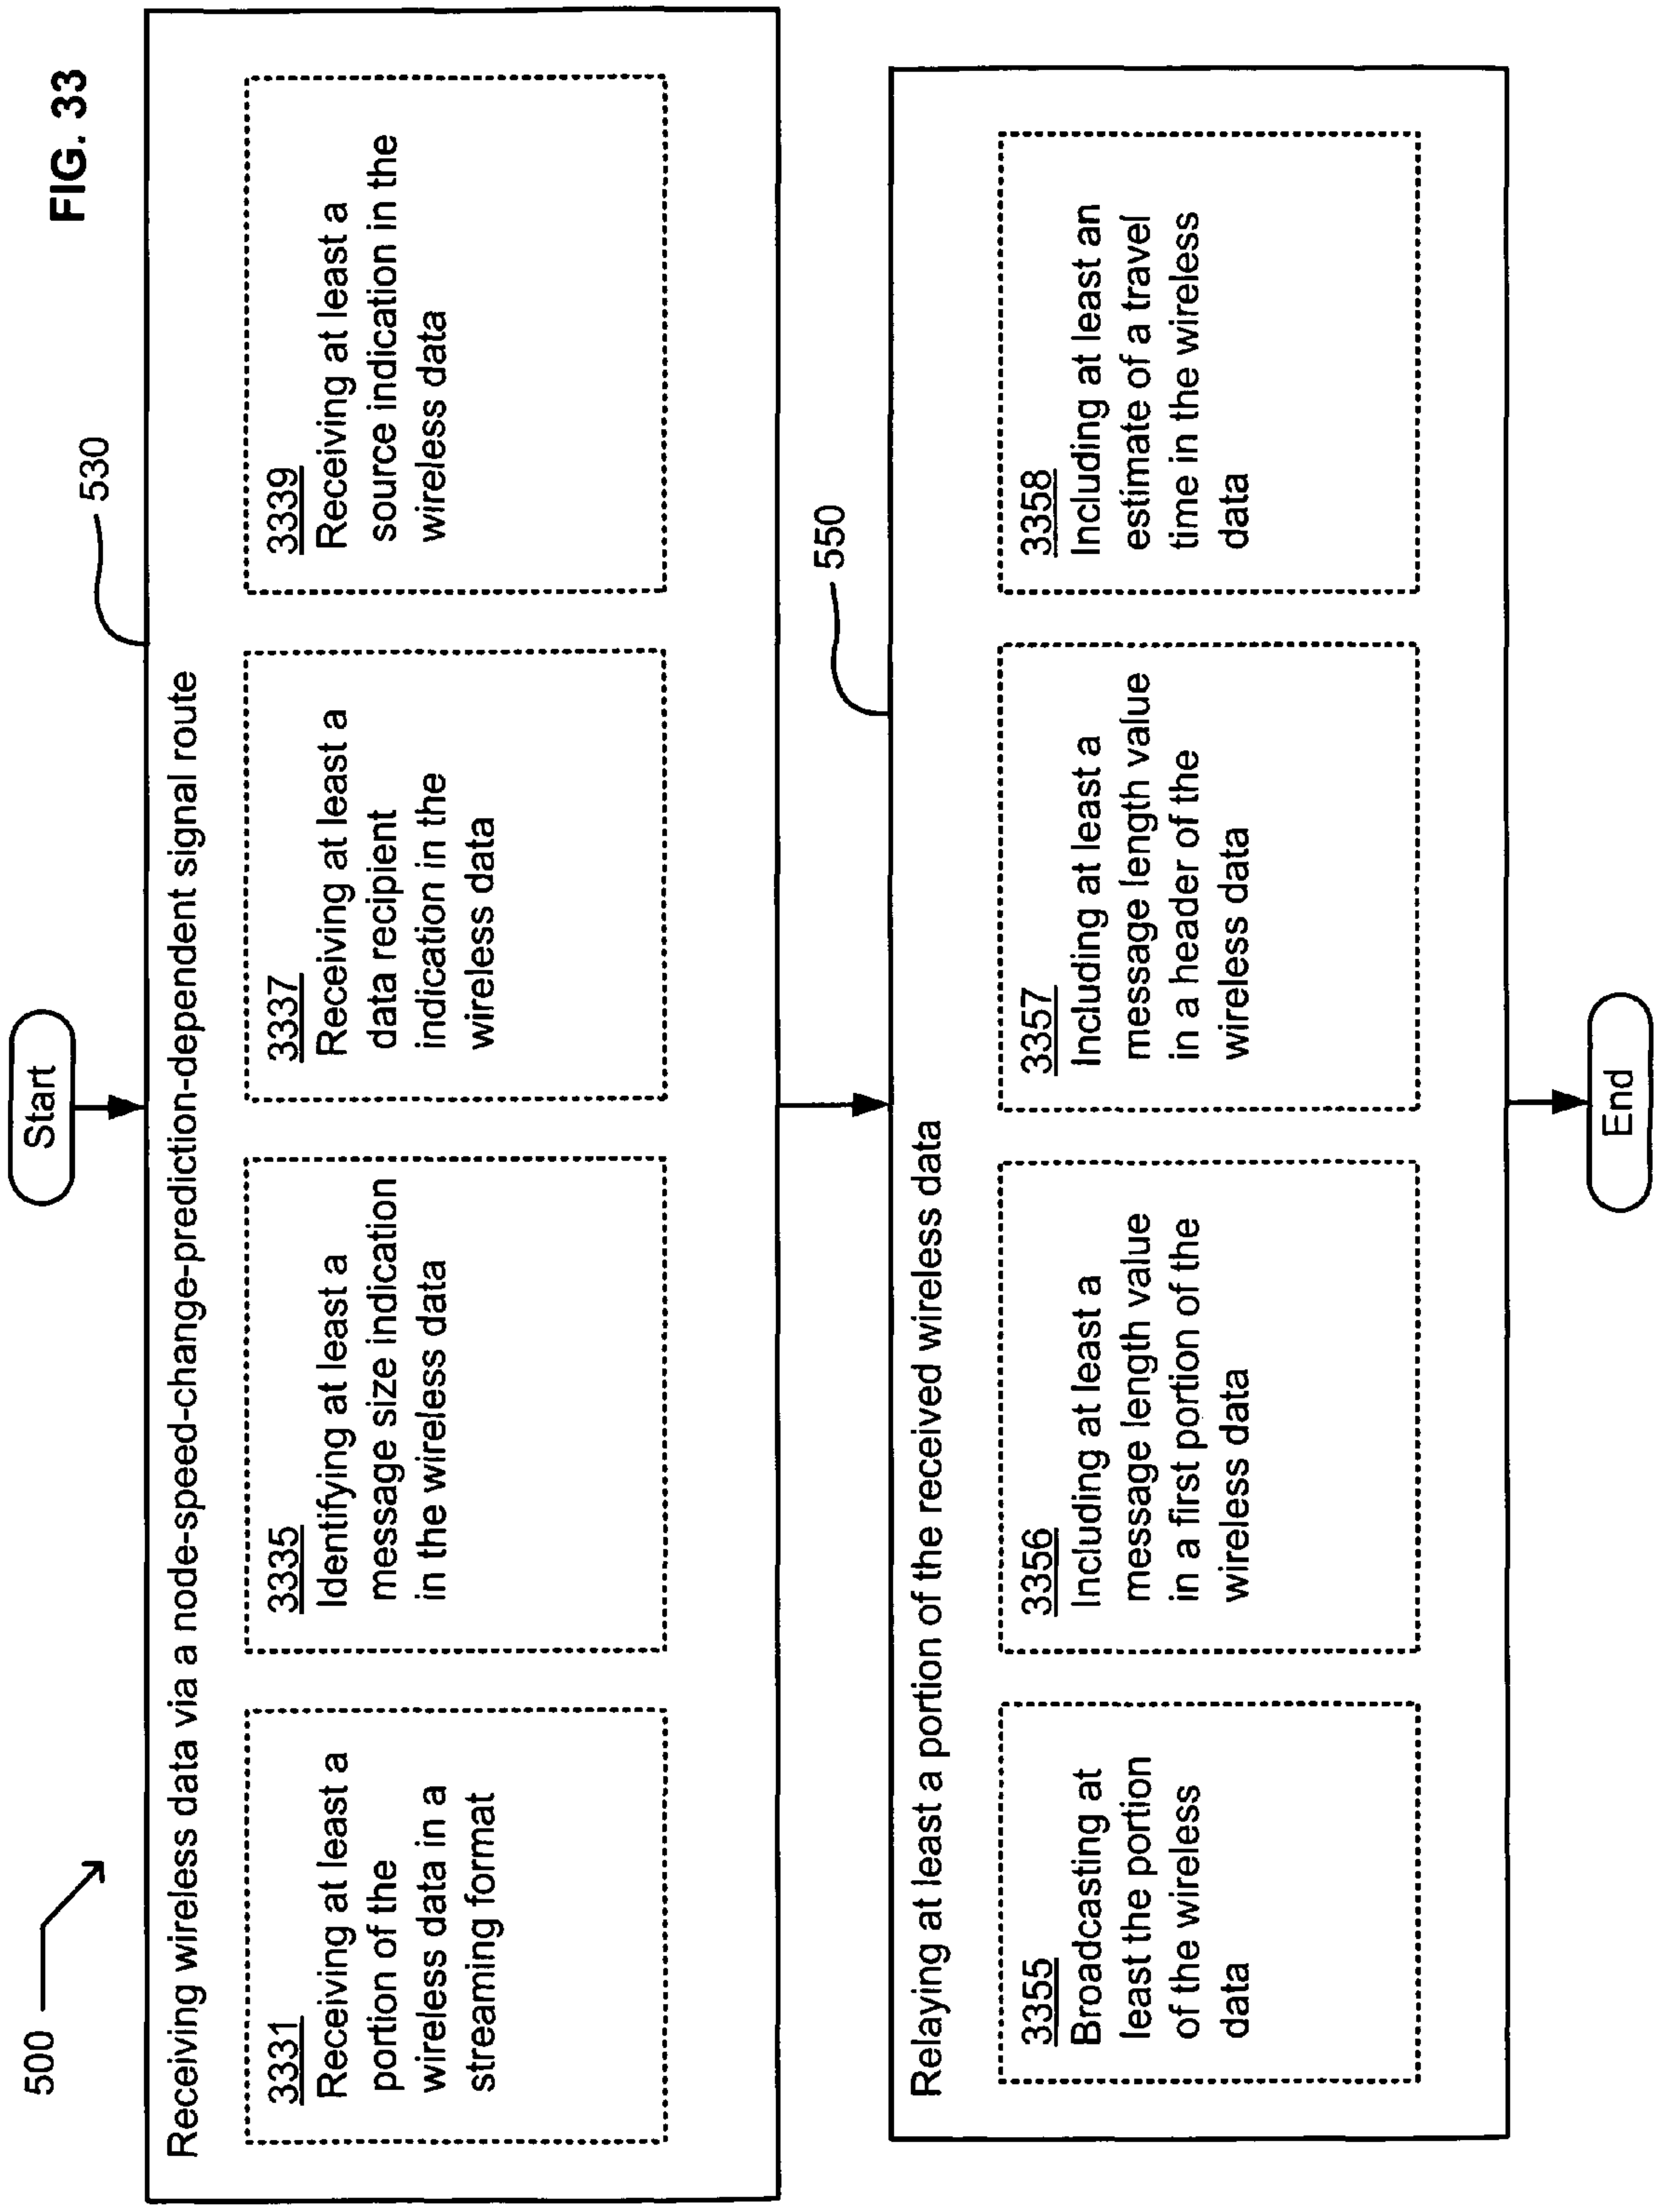 FIG. 33
500
Start
530
Receiving wireless data via a node-speed-change-prediction-dependent signal route
3331
Receiving at least a
portion of the
wireless data in a
streaming format
3335
Identifying at least a
message size indication
in the wireless data
3337
Receiving at least a
data recipient
indication in the
wireless data
3339
Receiving at least a
source indication in the
wireless data
550
Relaying at least a portion of the received wireless data
3355
Broadcasting at
least the portion
of the wireless
data
3356
Including at least a
message length value
in a first portion of the
wireless data
3357
Including at least a
message length value
in a header of the
wireless data
3358
Including at least an
estimate of a travel
time in the wireless
data
End